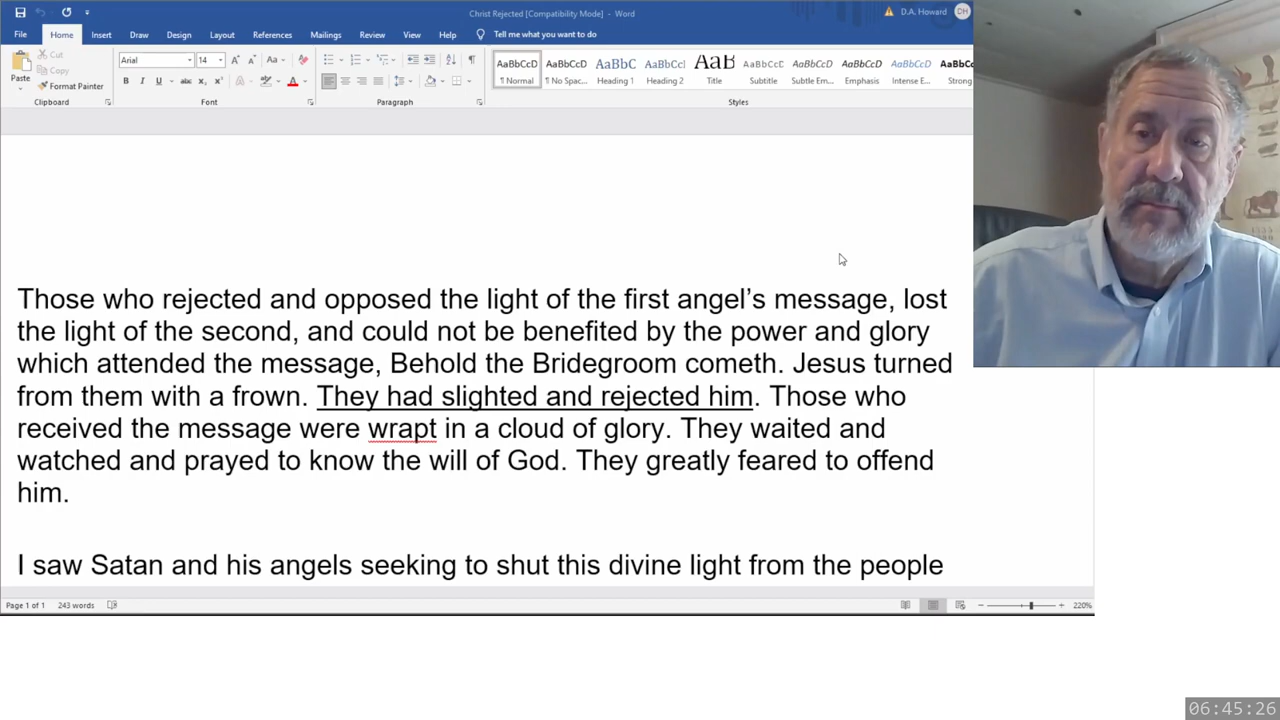 Christ Rejected [Compatibility Mode] - Word
D.A. Howard
DH
File Home Insert Draw Design Layout References Mailings Review View Help Tell me what you want to do
Paste
Cut
Copy
Format Painter
Clipboard
Arial 14
Font
Paragraph
AaBbCcD AaBbCcD AaBbC AaBbCcl AaB AaBbCcD AaBbCcD AaBbCcD AaBbCcD AaBbCc
¶ Normal ¶ No Spac... Heading 1 Heading 2 Title Subtitle Subtle Em... Emphasis Intense E... Strong
Styles
Those who rejected and opposed the light of the first angel’s message, lost
the light of the second, and could not be benefited by the power and glory
which attended the message, Behold the Bridegroom cometh. Jesus turned
from them with a frown. They had slighted and rejected him. Those who
received the message were wrapt in a cloud of glory. They waited and
watched and prayed to know the will of God. They greatly feared to offend
him.
I saw Satan and his angels seeking to shut this divine light from the people
Page 1 of 1 243 words 220%
06:45:26